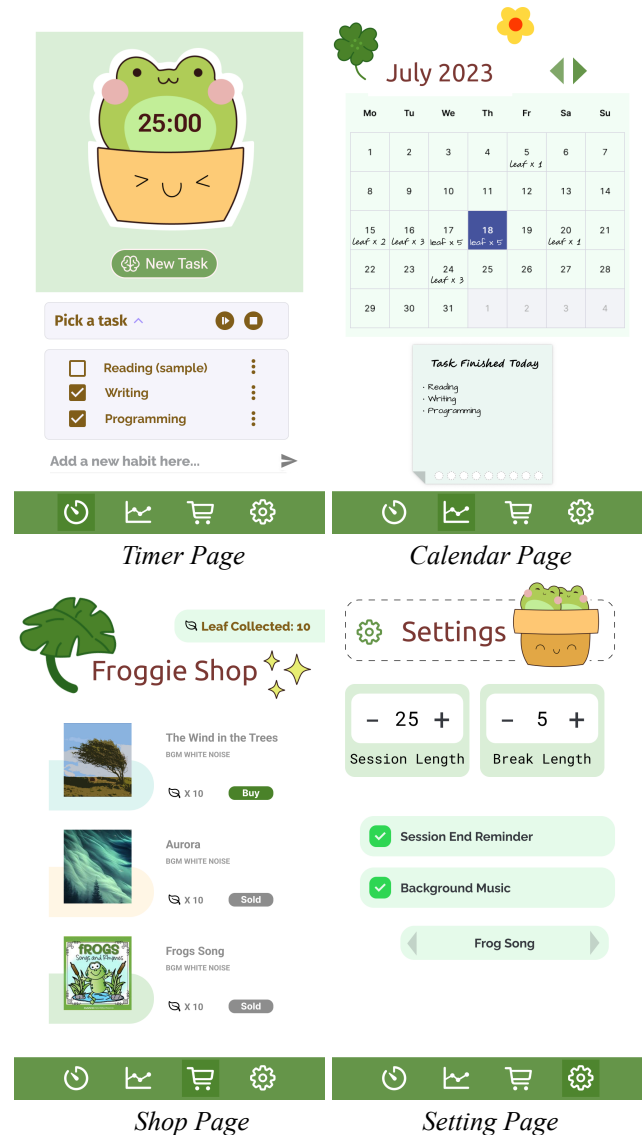 25:00
New Task
Pick a task
Reading (sample)
Writing
Programming
Add a new habit here...
Timer Page
July 2023
Mo Tu We Th Fr Sa Su
1 2 3 4 5 6 7
leaf x 1
8 9 10 11 12 13 14
15 16 17 18 19 20 21
leaf x 2 leaf x 3 leaf x 5 leaf x 5 leaf x 1
22 23 24 25 26 27 28
leaf x 3
29 30 31 1 2 3 4
Task Finished Today
· Reading
· Writing
· Programming
Calendar Page
Leaf Collected: 10
Froggie Shop
The Wind in the Trees
BGM WHITE NOISE
X 10 Buy
Aurora
BGM WHITE NOISE
X 10 Sold
fROGS
Songs and Rhymes
Frogs Song
BGM WHITE NOISE
X 10 Sold
Shop Page
Settings
- 25 +
Session Length
- 5 +
Break Length
Session End Reminder
Background Music
Frog Song
Setting Page